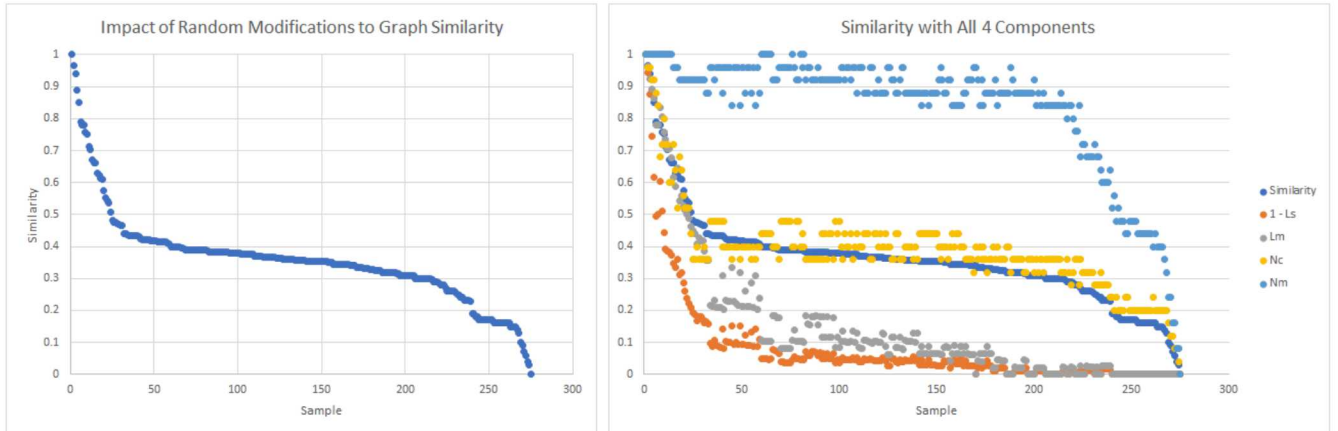 Impact of Random Modifications to Graph Similarity
1
0.9
0.8
0.7
0.6
0.5
0.4
0.3
0.2
0.1
0
Similarity
0 50 100 150 200 250 300
Sample
Similarity with All 4 Components
1
0.9
0.8
0.7
0.6
0.5
0.4
0.3
0.2
0.1
0
0 50 100 150 200 250 300
Sample
Similarity
1 - Ls
Lm
Nc
Nm